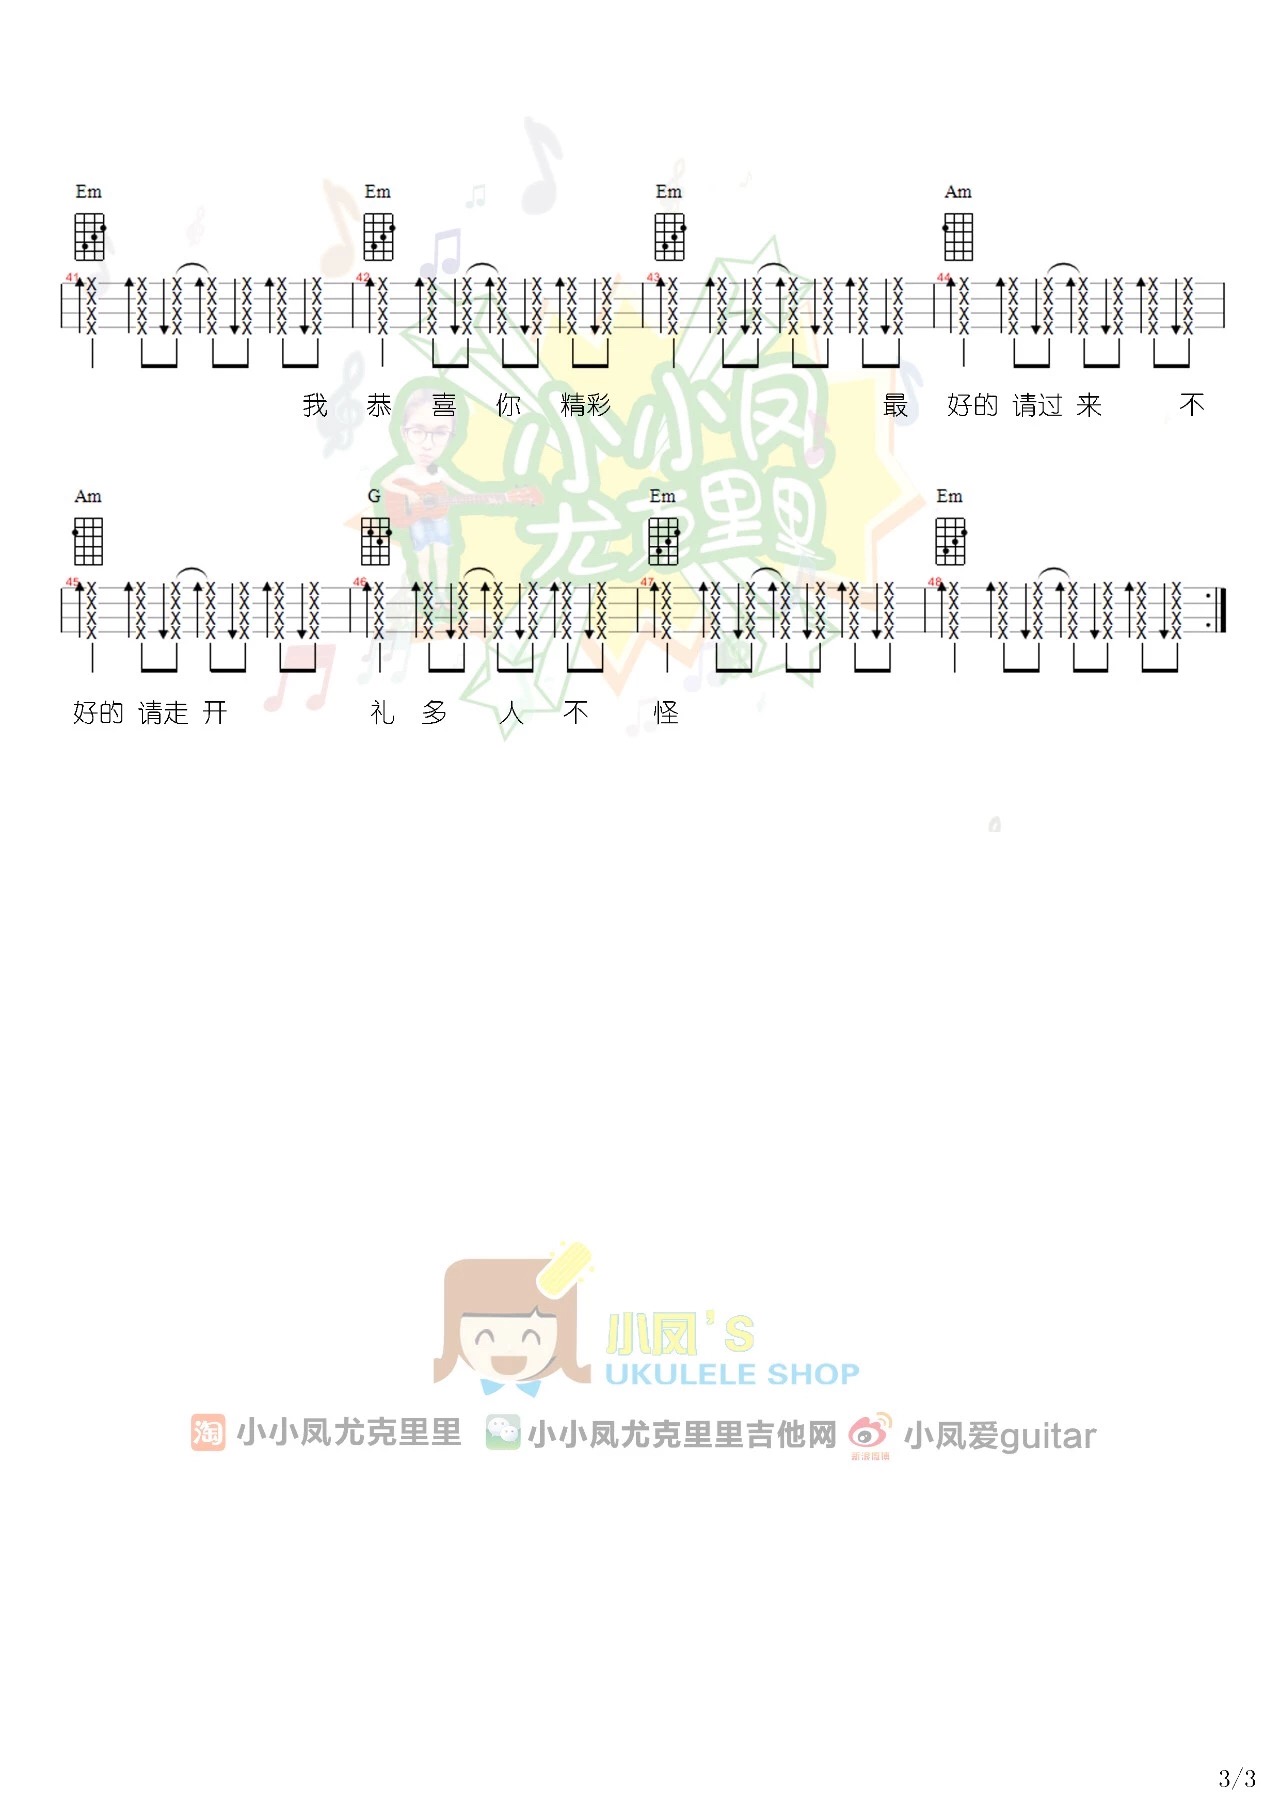 Em Em Em Am
41 42 43 44
我 恭 喜 你 精彩 最 好的 请过 来 不
Am G Em Em
45 46 47 48
好的 请走 开 礼 多 人 不 怪
小小凤
尤克里里
小凤's
UKULELE SHOP
淘 小小凤尤克里里 小小凤尤克里里吉他网 小凤爱guitar
新浪微博
3/3